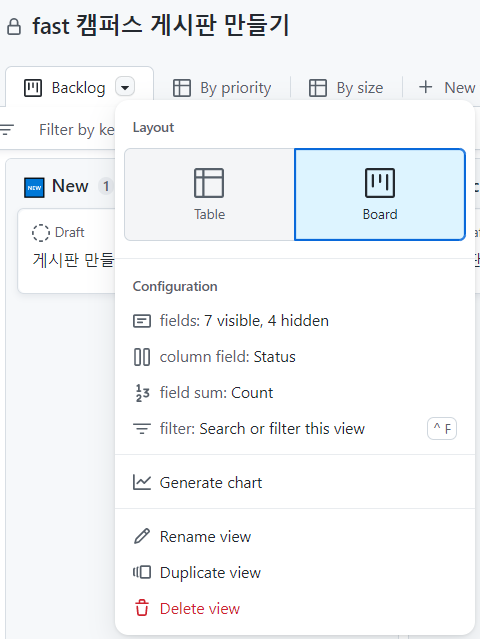 fast 캠퍼스 게시판 만들기
Backlog
By priority
By size
+ New
Filter by ke
Layout
Table
Board
NEW New 1
Draft
게시판 만들
Configuration
fields: 7 visible, 4 hidden
column field: Status
field sum: Count
filter: Search or filter this view ^ F
Generate chart
Rename view
Duplicate view
Delete view